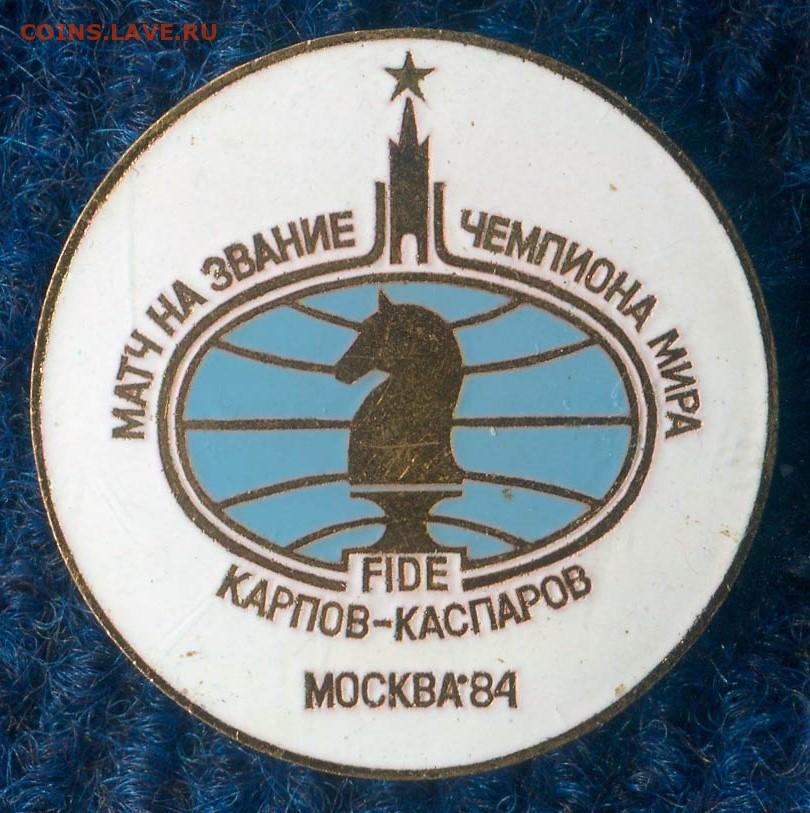 COINS.LAVE.RU
МАТЧ НА ЗВАНИЕ ЧЕМПИОНА МИРА
FIDE
КАРПОВ-КАСПАРОВ
МОСКВА•84